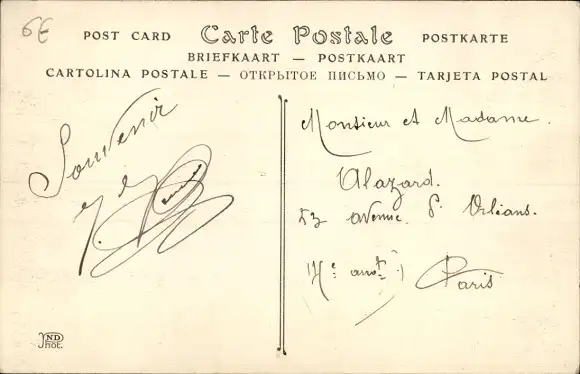 6€
POST CARD Carte Postale POSTKARTE
BRIEFKAART — POSTKAART
CARTOLINA POSTALE — ОТКРЫТОЕ ПИСЬМО — TARJETA POSTAL
Souvenir
Monsieur et Madame.
Alazard.
53 avenue d'Orléans.
Paris
ND
Phot.